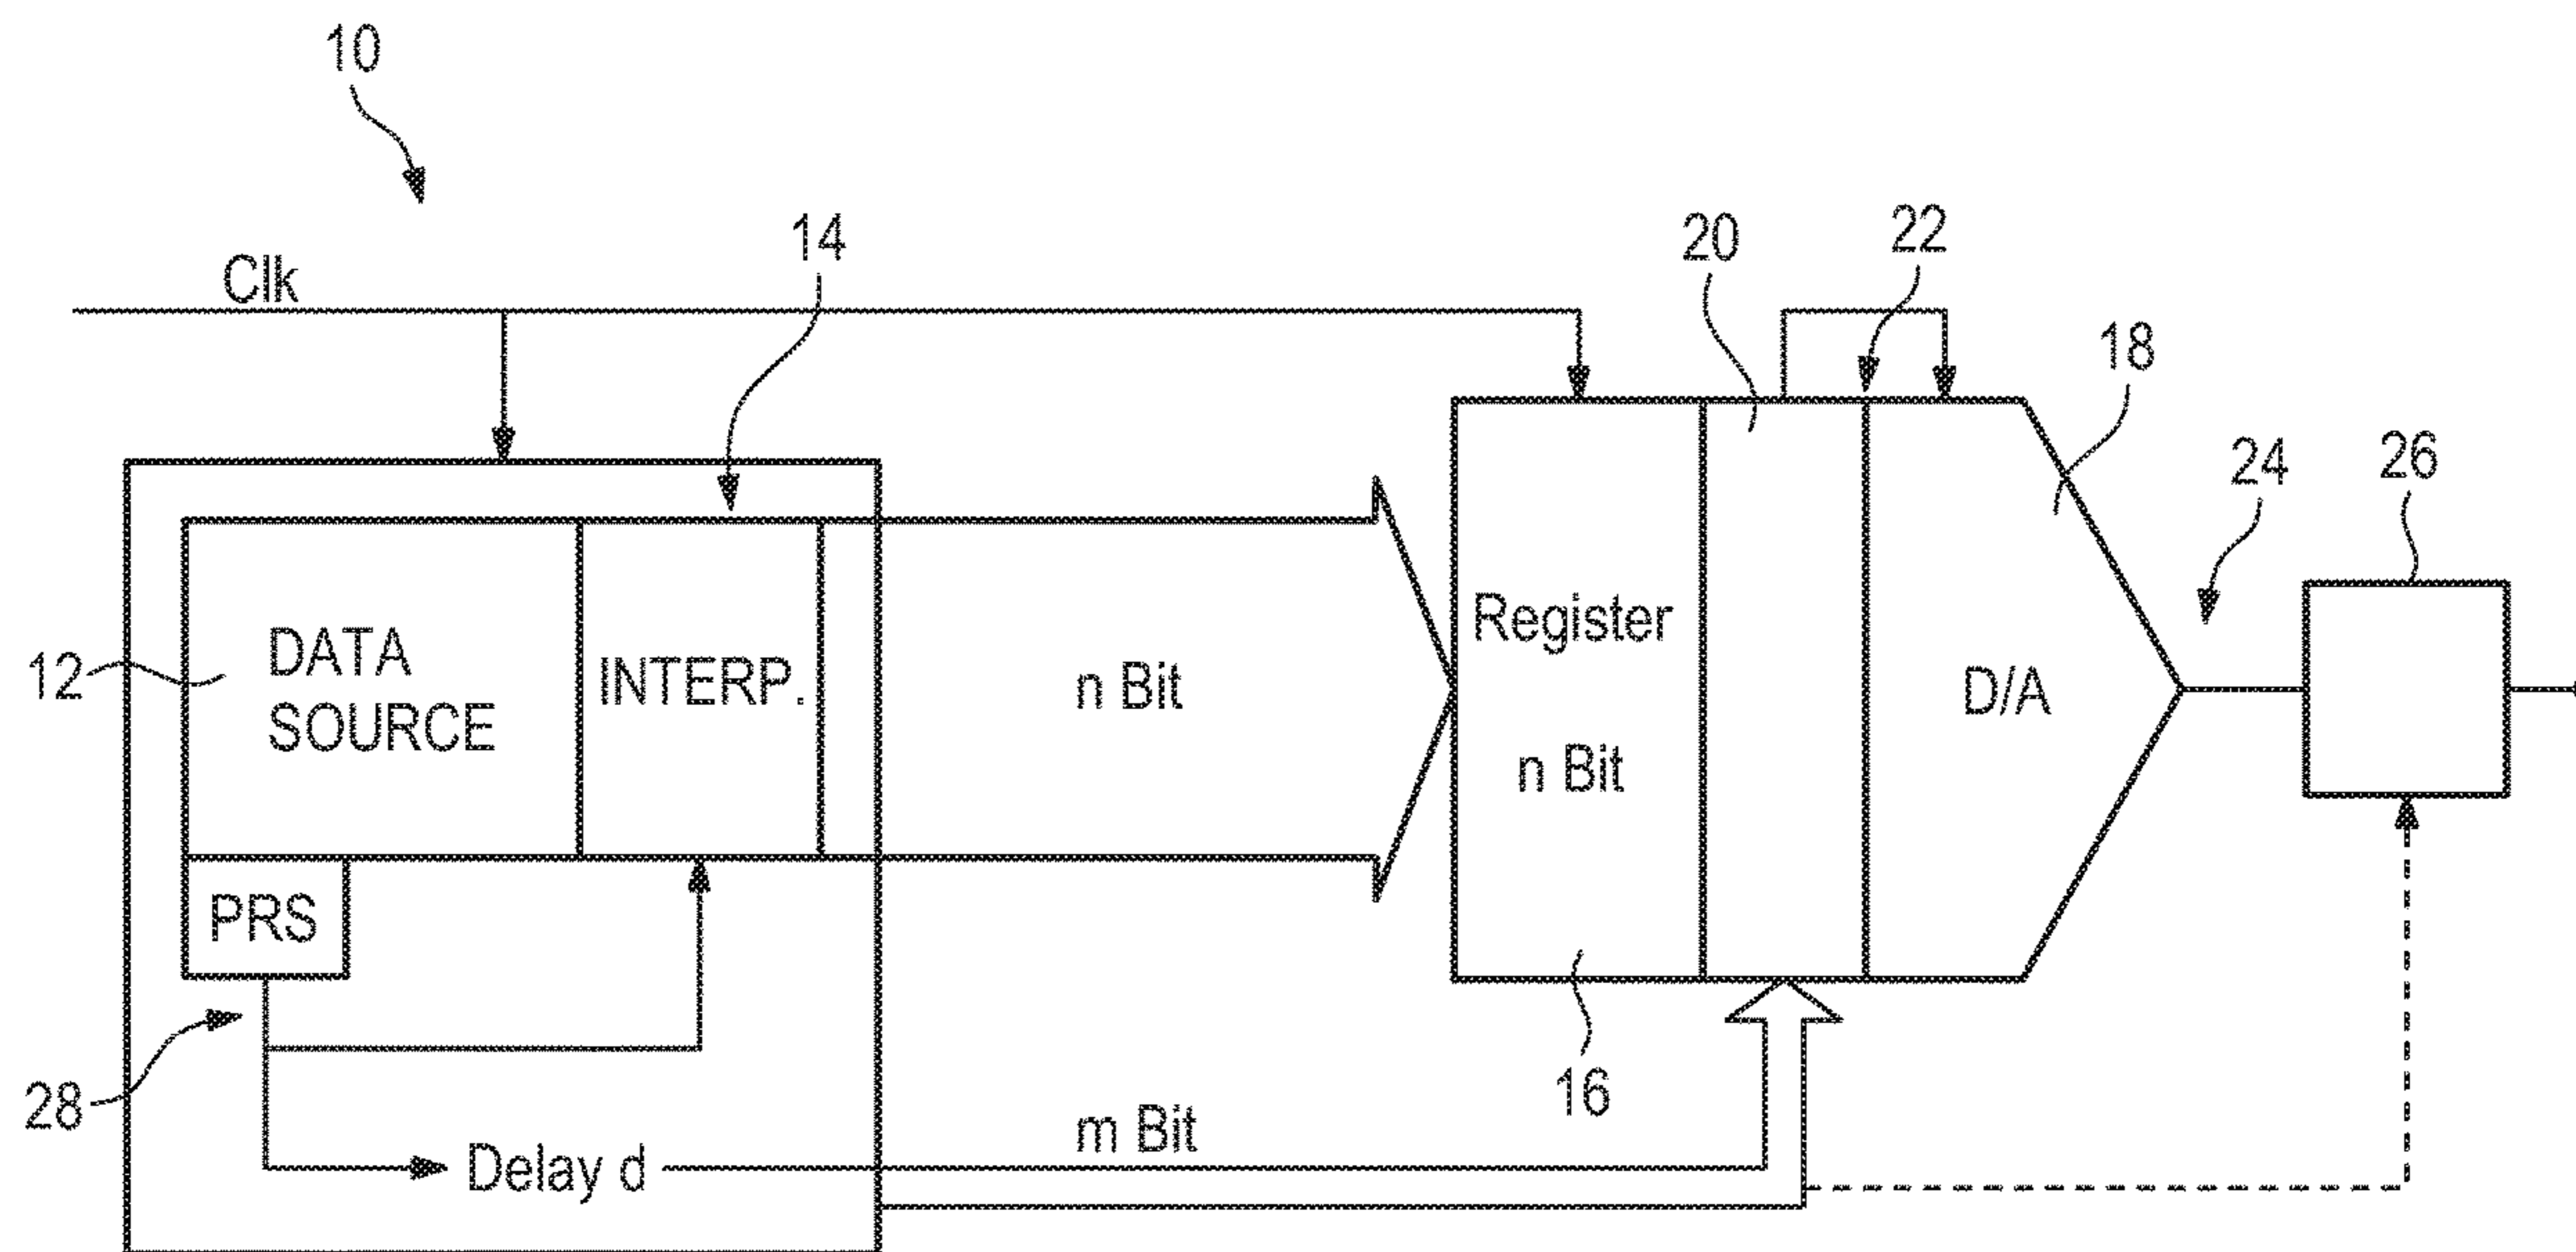 10
Clk
14
20
22
18
24
26
12
DATA
SOURCE
INTERP.
n Bit
Register
n Bit
D/A
PRS
28
16
m Bit
Delay d